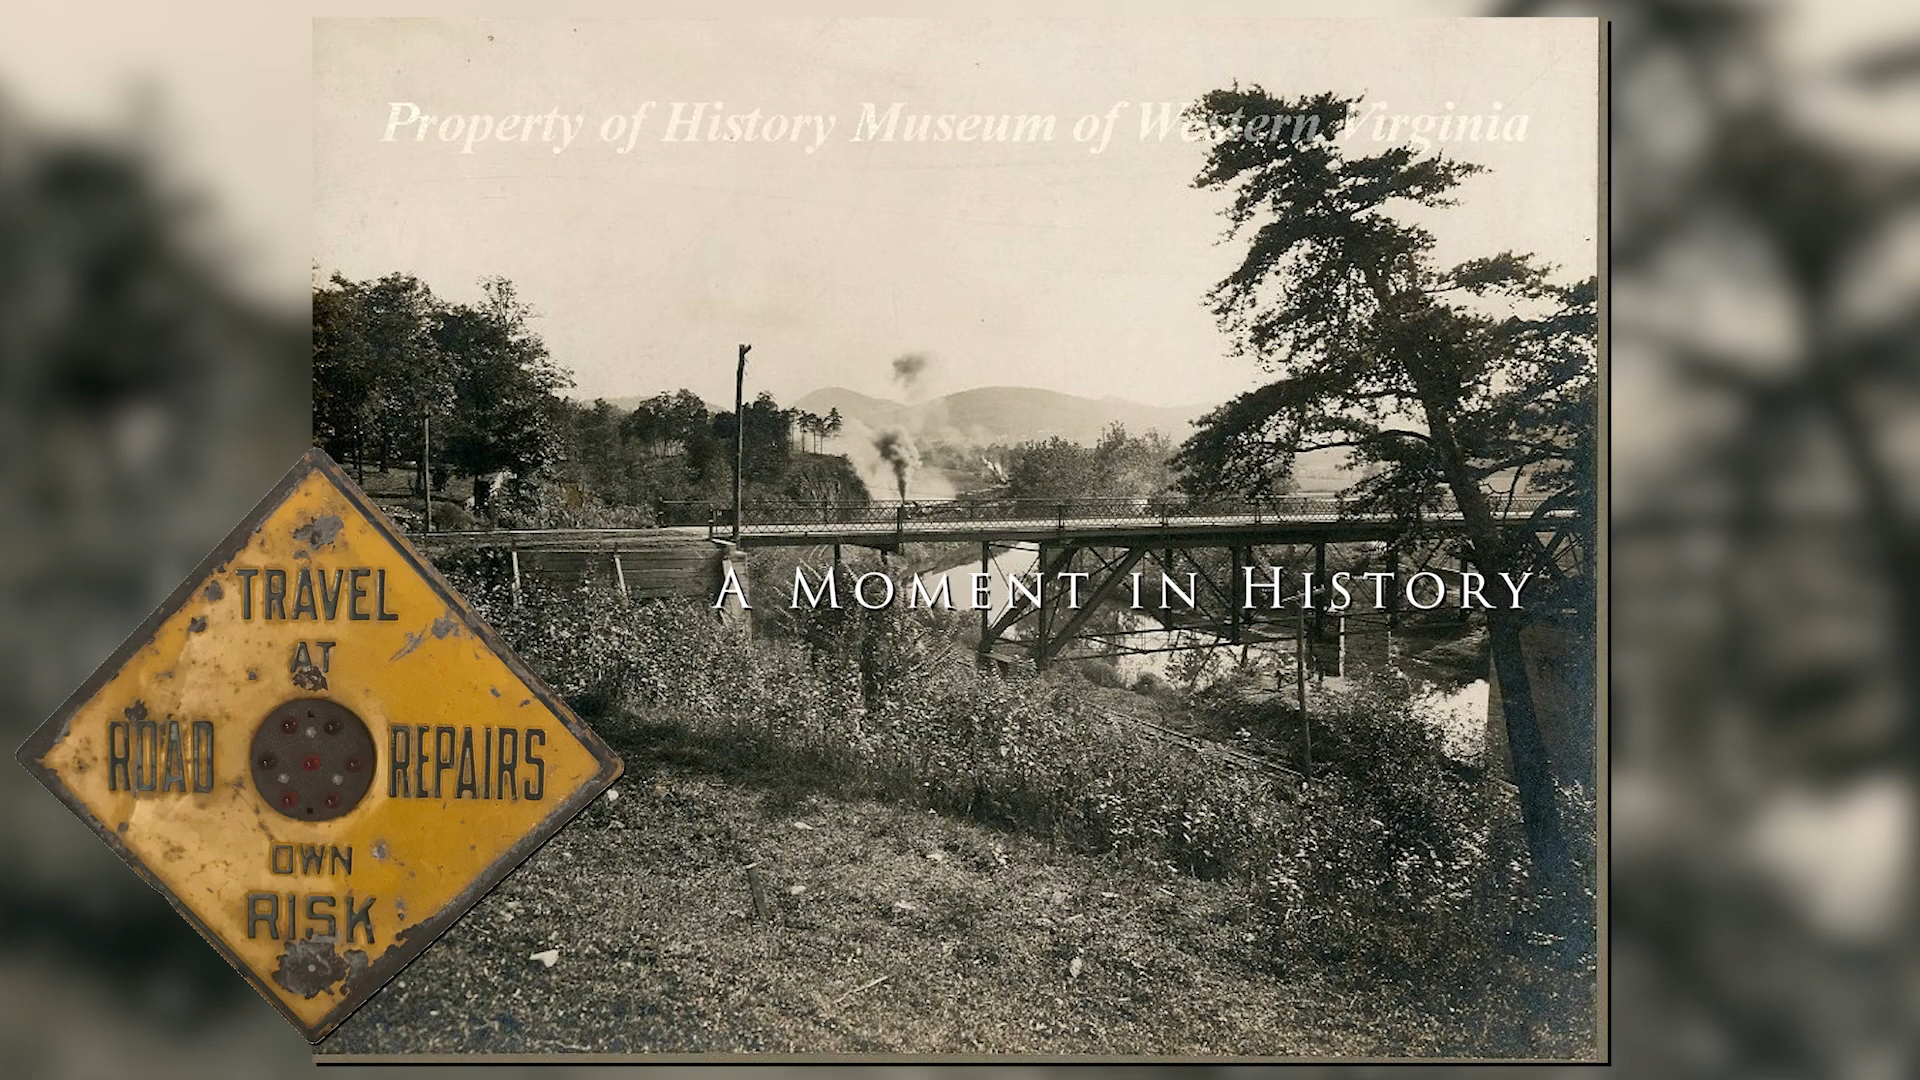 Property of History Museum of Western Virginia
A MOMENT IN HISTORY
TRAVEL
AT
ROAD REPAIRS
OWN
RISK